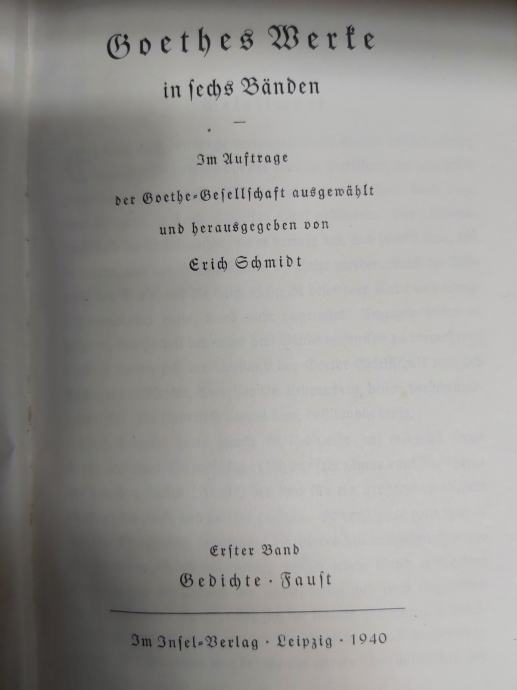 Goethes Werke
in sechs Bänden
Im Auftrage
der Goethe-Gesellschaft ausgewählt
und herausgegeben von
Erich Schmidt
Erster Band
Gedichte · Faust
Im Insel-Verlag · Leipzig · 1940